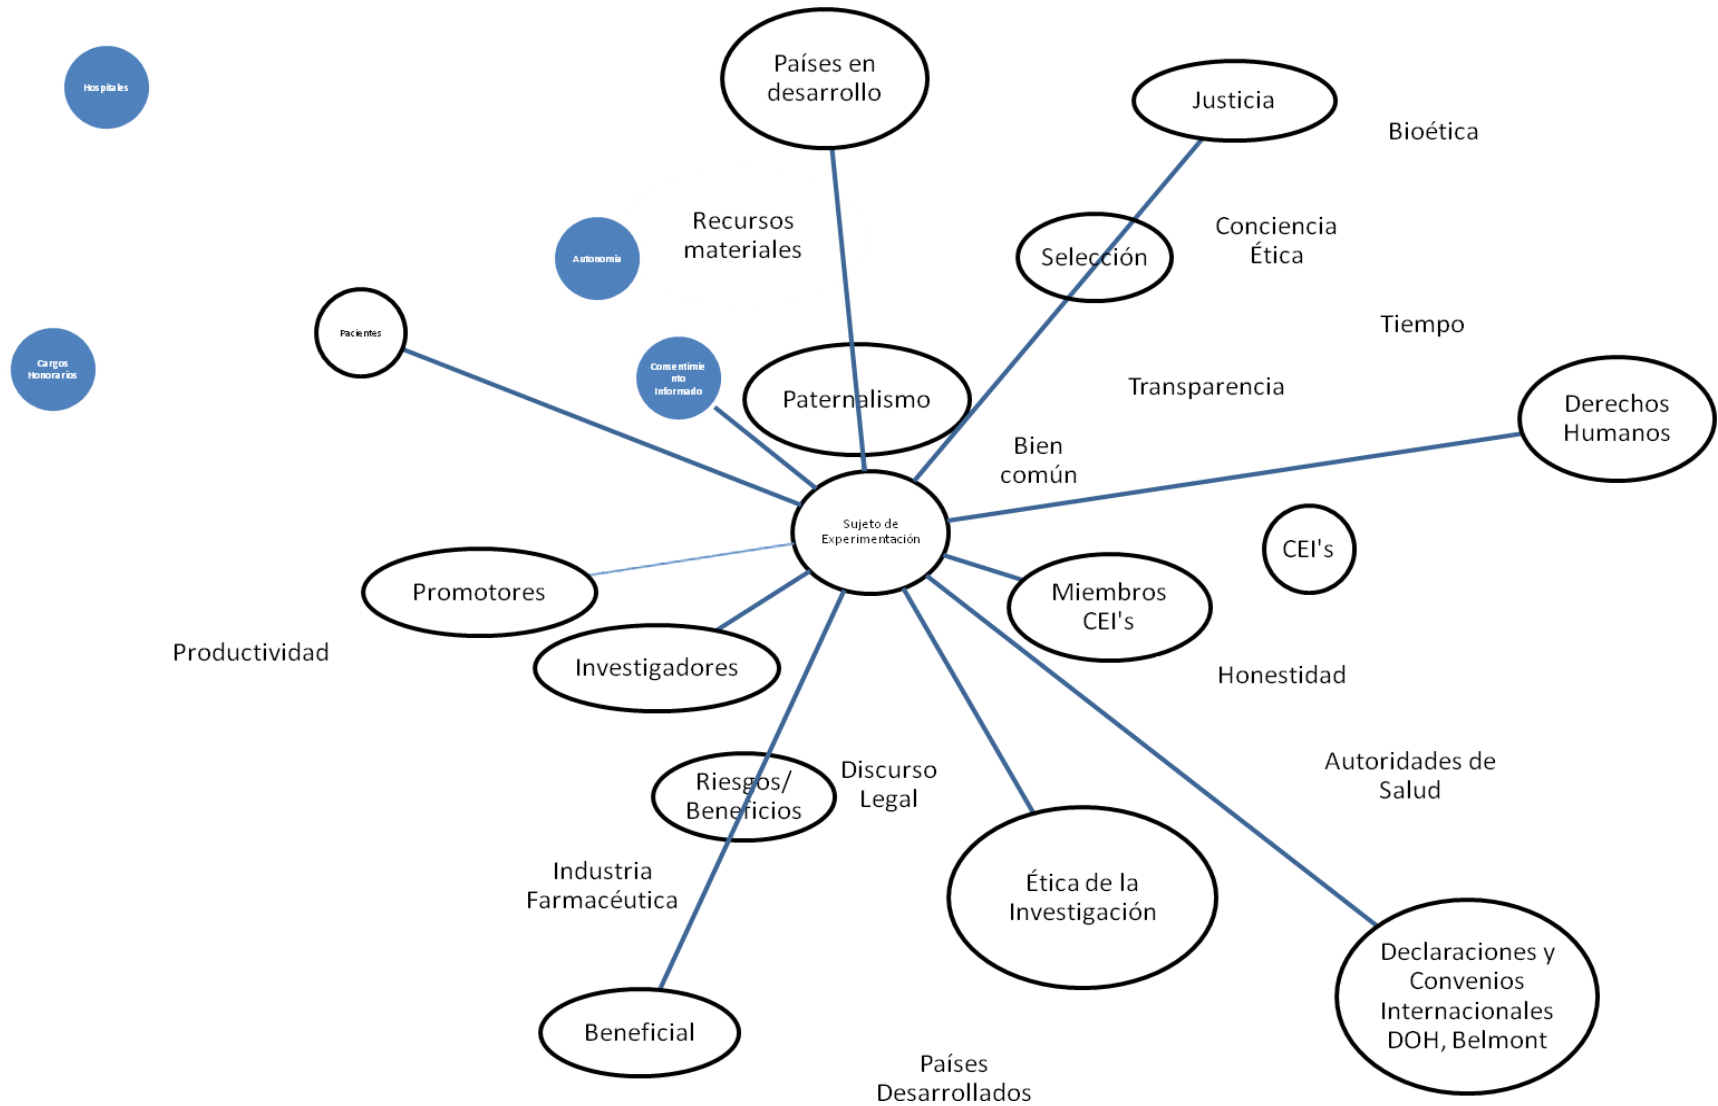 Países en
desarrollo
Hospitales
Justicia
Bioética
Recursos
materiales
Conciencia
Ética
Autonomía
Selección
Pacientes
Tiempo
Cargos
Honorarios
Consentimie
nto
Informado
Paternalismo
Transparencia
Derechos
Humanos
Bien
común
Sujeto de
Experimentación
CEI's
Promotores
Miembros
CEI's
Productividad
Investigadores
Honestidad
Riesgos/
Beneficios
Discurso
Legal
Autoridades de
Salud
Industria
Farmacéutica
Ética de la
Investigación
Declaraciones y
Convenios
Internacionales
DOH, Belmont
Beneficial
Países
Desarrollados